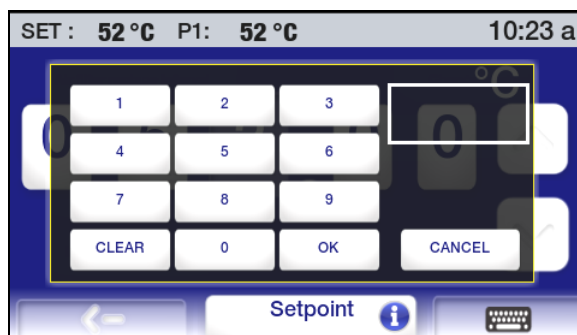 SET : 52 °C P1: 52 °C 10:23 a
°C
1 2 3
4 5 6
7 8 9
CLEAR 0 OK CANCEL
Setpoint